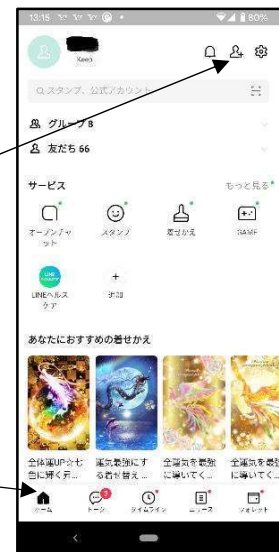 13:15
80%
Keep
スタンプ、公式アカウント
グループ 8
友だち 66
サービス
もっと見る
オープンチャット
スタンプ
着せかえ
GAME
LINEヘルスケア
追加
あなたにおすすめの着せかえ
全体運UP☆七色に輝く昇…
運気最強にする着せ替え…
全運気を最強に導いてく…
全運気を最強に導いてく…
ホーム
トーク
タイムライン
ニュース
ウォレット